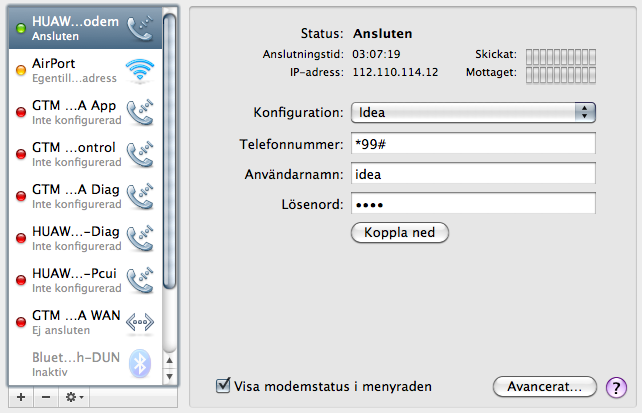 HUAW...odem
Ansluten
AirPort
Egentill...adress
GTM ...A App
Inte konfigurerad
GTM ...ontrol
Inte konfigurerad
GTM ...A Diag
Inte konfigurerad
HUAW...-Diag
Inte konfigurerad
HUAW...-Pcui
Inte konfigurerad
GTM ...A WAN
Ej ansluten
Bluet...h-DUN
Inaktiv
Status: Ansluten
Anslutningstid: 03:07:19 Skickat:
IP-adress: 112.110.114.12 Mottaget:
Konfiguration: Idea
Telefonnummer: *99#
Användarnamn: idea
Lösenord: ••••
Koppla ned
Visa modemstatus i menyraden
Avancerat... ?